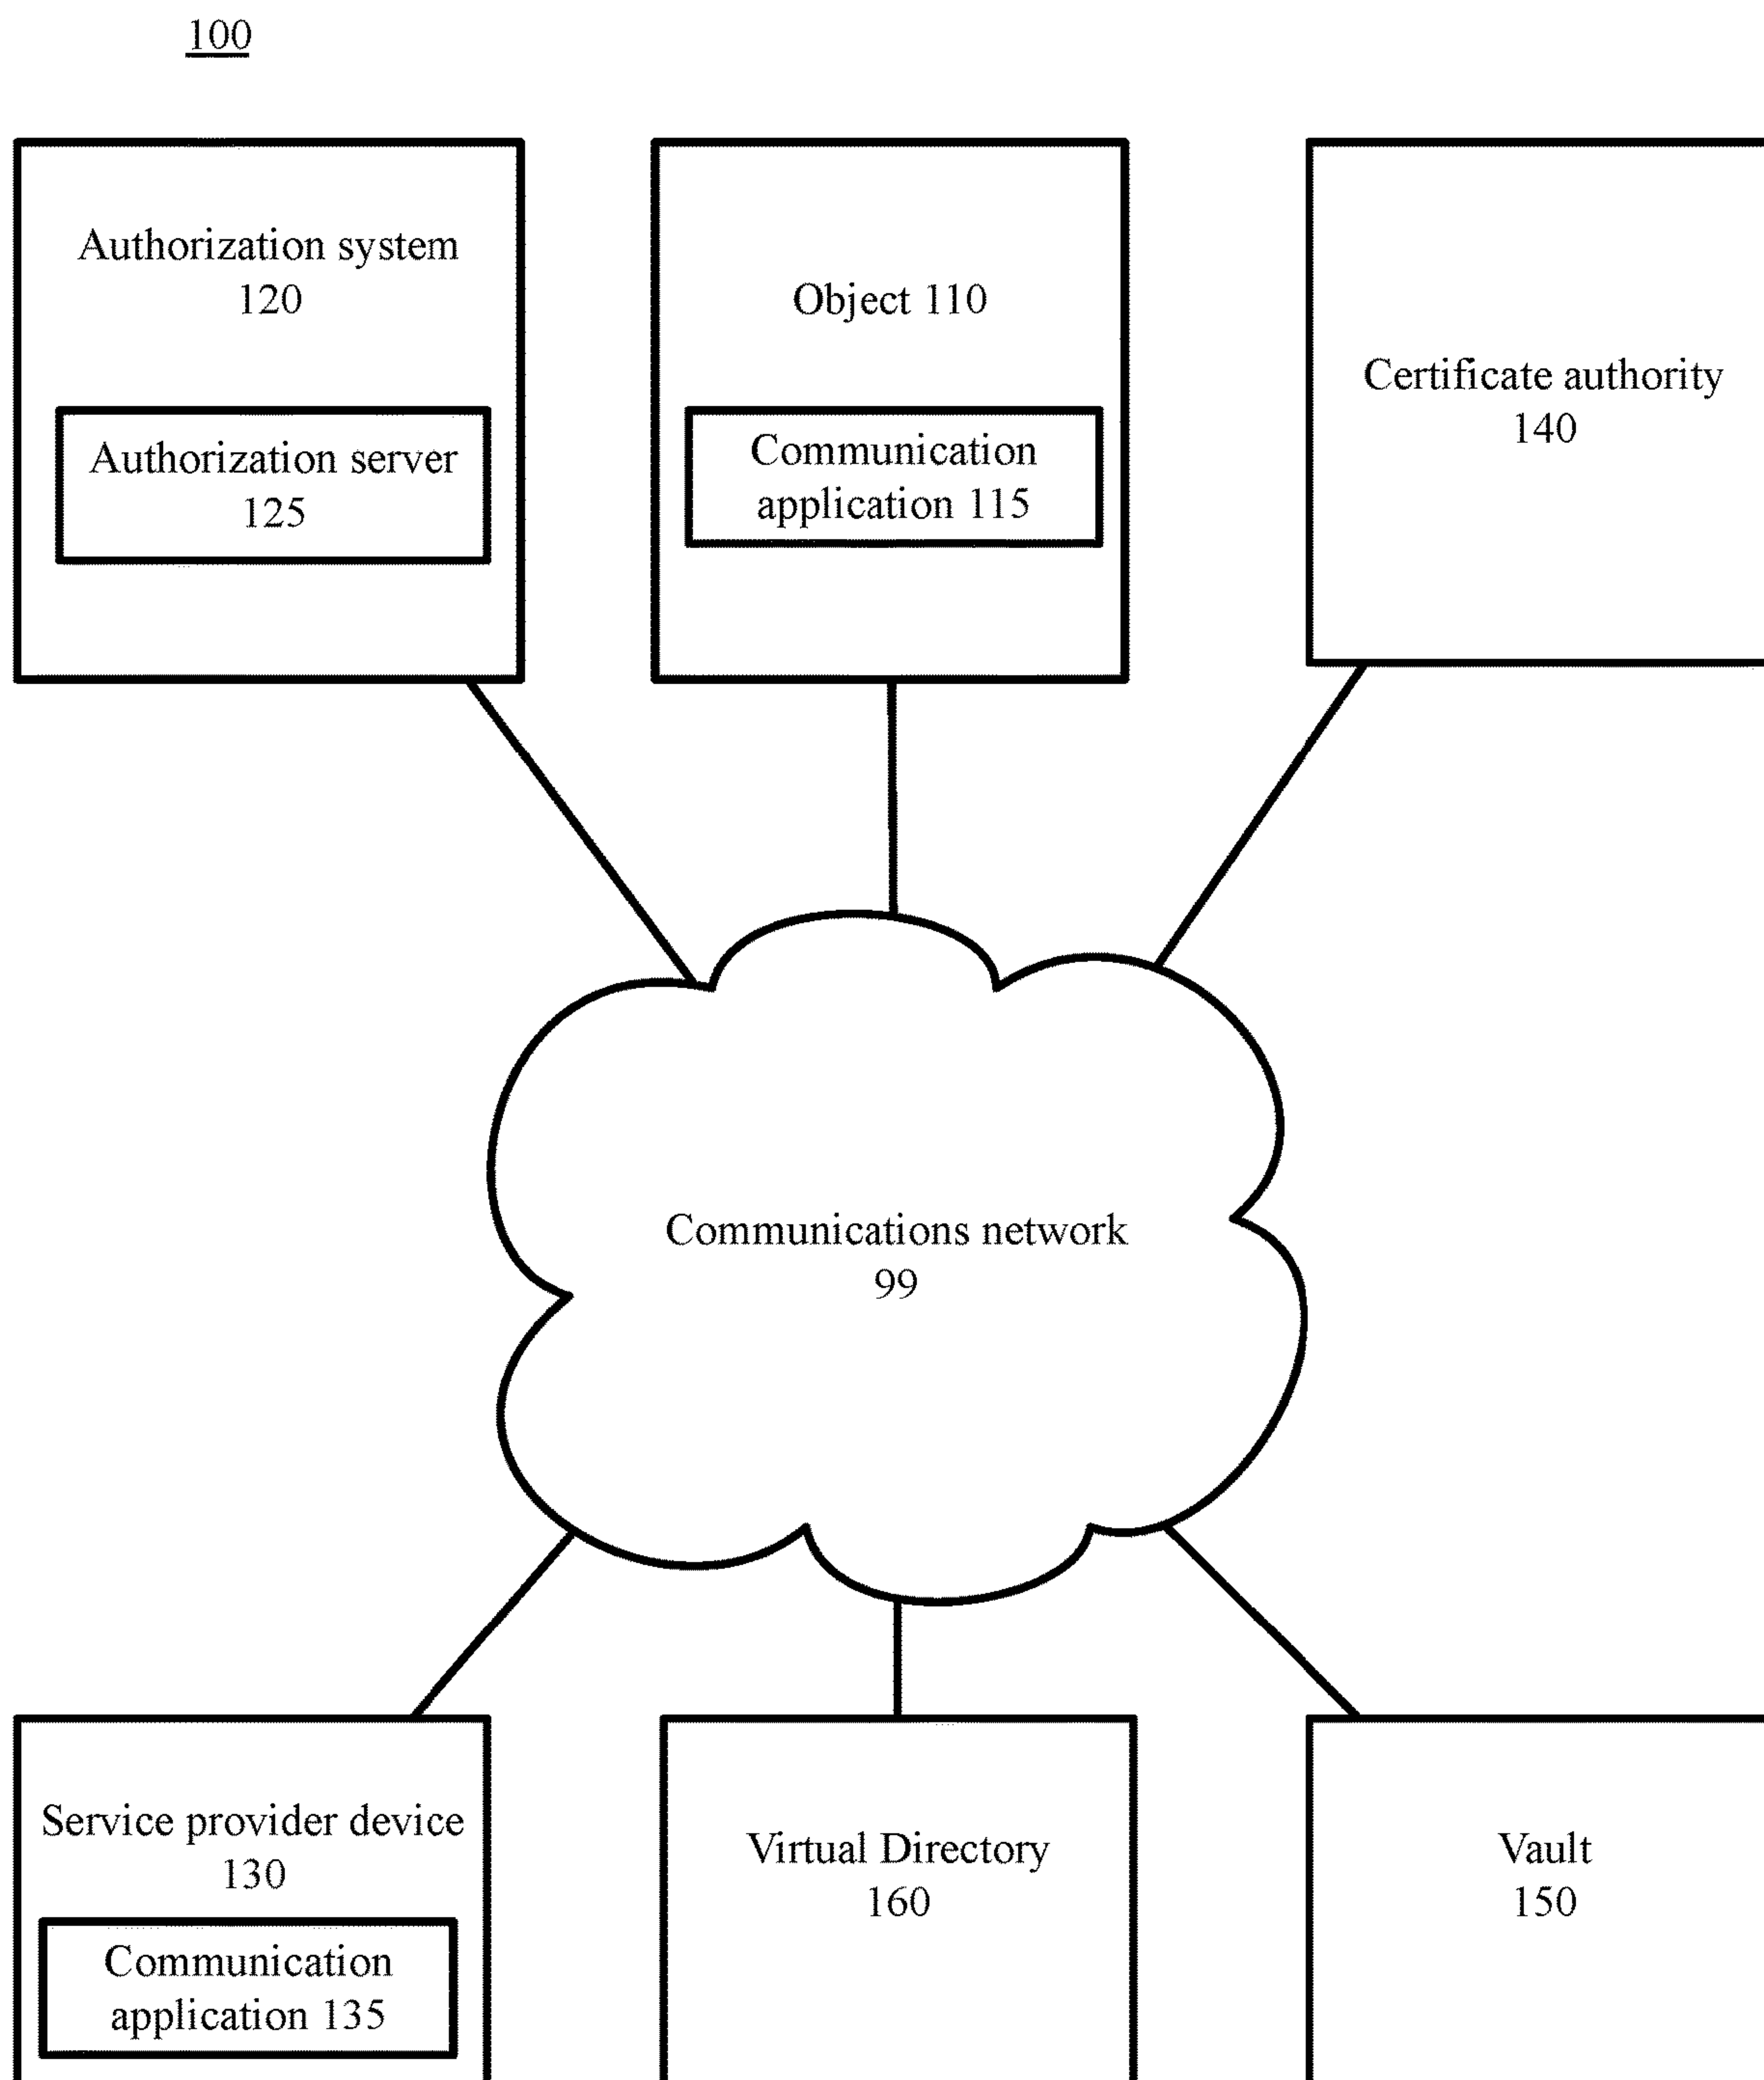 100
Authorization system
120
Authorization server
125
Object 110
Communication
application 115
Certificate authority
140
Communications network
99
Service provider device
130
Communication
application 135
Virtual Directory
160
Vault
150